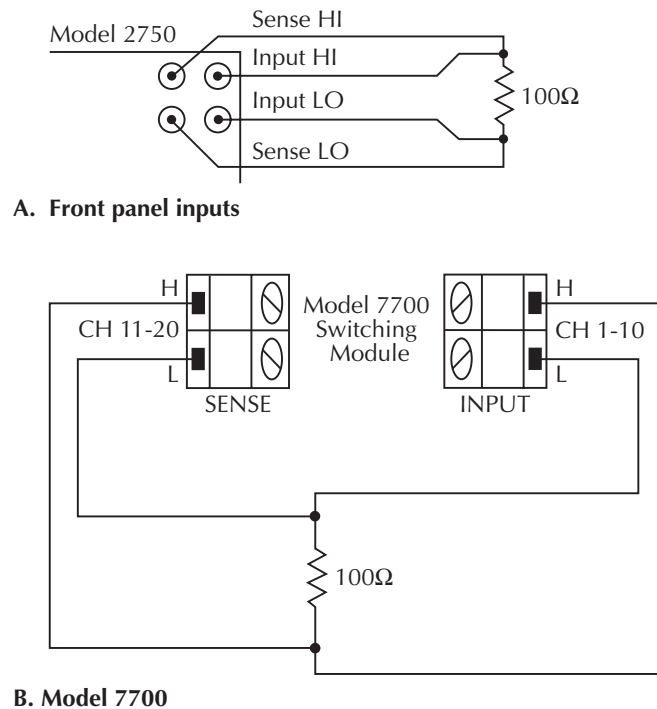 Model 2750
Sense HI
Input HI
Input LO
Sense LO
100Ω
A. Front panel inputs
H
CH 11-20
L
SENSE
Model 7700
Switching
Module
H
CH 1-10
L
INPUT
100Ω
B. Model 7700